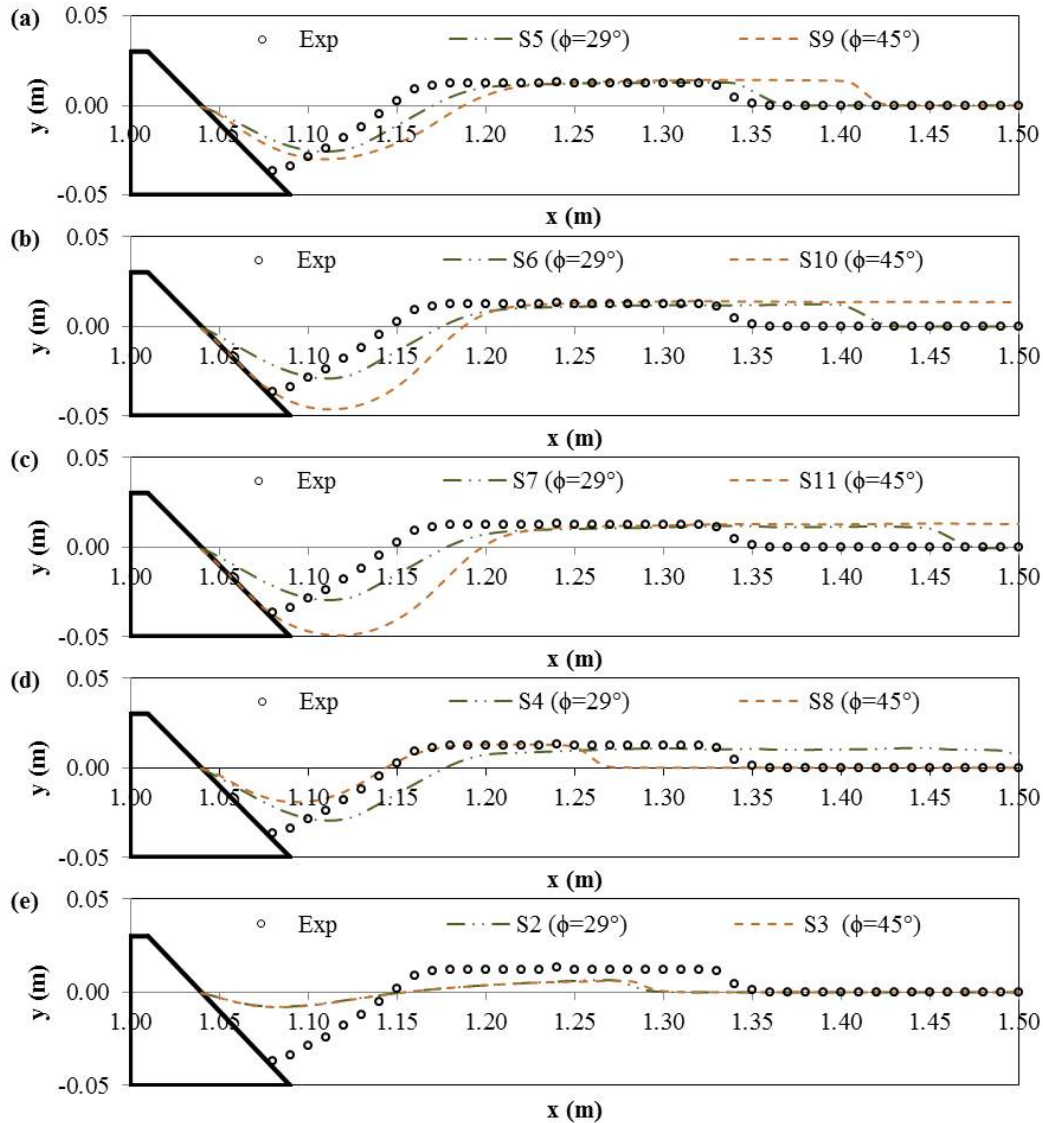 (a)
0.05
Exp
S5 (ϕ=29°)
S9 (ϕ=45°)
y (m)
0.00
1.00 1.05 1.10 1.15 1.20 1.25 1.30 1.35 1.40 1.45 1.50
-0.05
x (m)
(b)
0.05
Exp
S6 (ϕ=29°)
S10 (ϕ=45°)
y (m)
0.00
1.00 1.05 1.10 1.15 1.20 1.25 1.30 1.35 1.40 1.45 1.50
-0.05
x (m)
(c)
0.05
Exp
S7 (ϕ=29°)
S11 (ϕ=45°)
y (m)
0.00
1.00 1.05 1.10 1.15 1.20 1.25 1.30 1.35 1.40 1.45 1.50
-0.05
x (m)
(d)
0.05
Exp
S4 (ϕ=29°)
S8 (ϕ=45°)
y (m)
0.00
1.00 1.05 1.10 1.15 1.20 1.25 1.30 1.35 1.40 1.45 1.50
-0.05
x (m)
(e)
0.05
Exp
S2 (ϕ=29°)
S3 (ϕ=45°)
y (m)
0.00
1.00 1.05 1.10 1.15 1.20 1.25 1.30 1.35 1.40 1.45 1.50
-0.05
x (m)